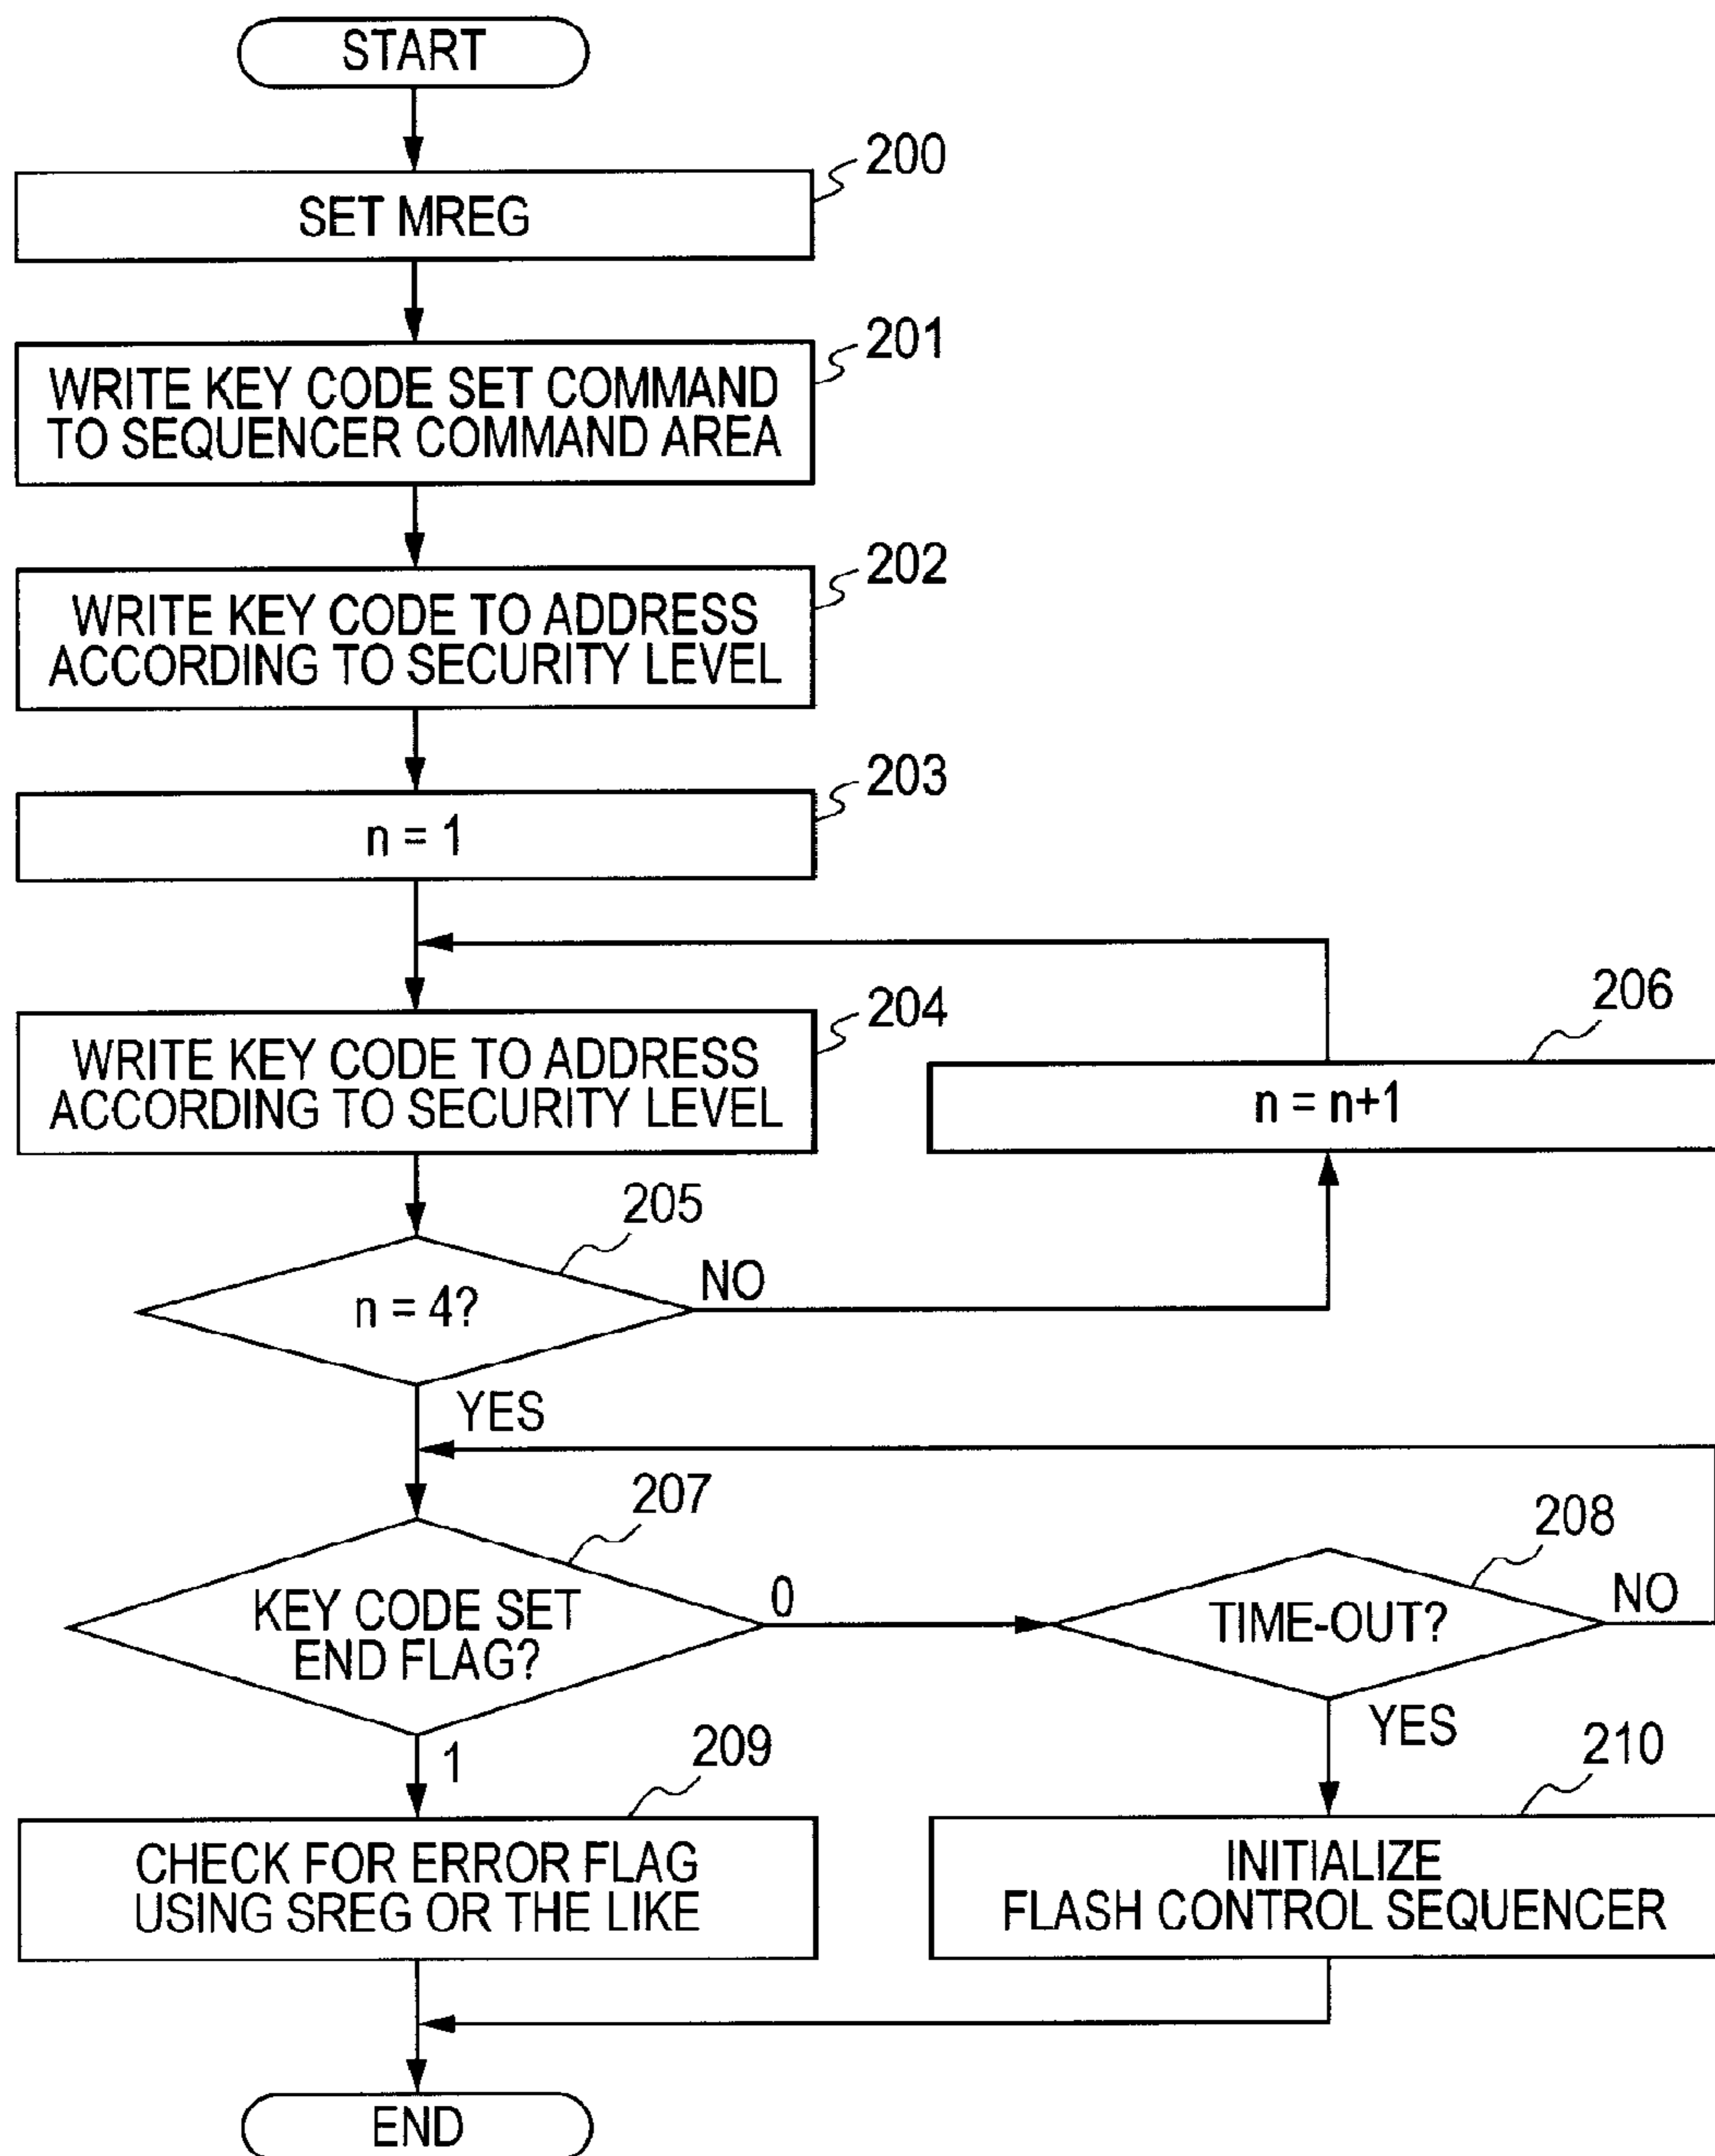 START
200
SET MREG
201
WRITE KEY CODE SET COMMAND
TO SEQUENCER COMMAND AREA
202
WRITE KEY CODE TO ADDRESS
ACCORDING TO SECURITY LEVEL
203
n = 1
204
WRITE KEY CODE TO ADDRESS
ACCORDING TO SECURITY LEVEL
206
n = n+1
205
n = 4?
NO
YES
207
KEY CODE SET
END FLAG?
0
208
TIME-OUT?
NO
1
YES
209
CHECK FOR ERROR FLAG
USING SREG OR THE LIKE
210
INITIALIZE
FLASH CONTROL SEQUENCER
END